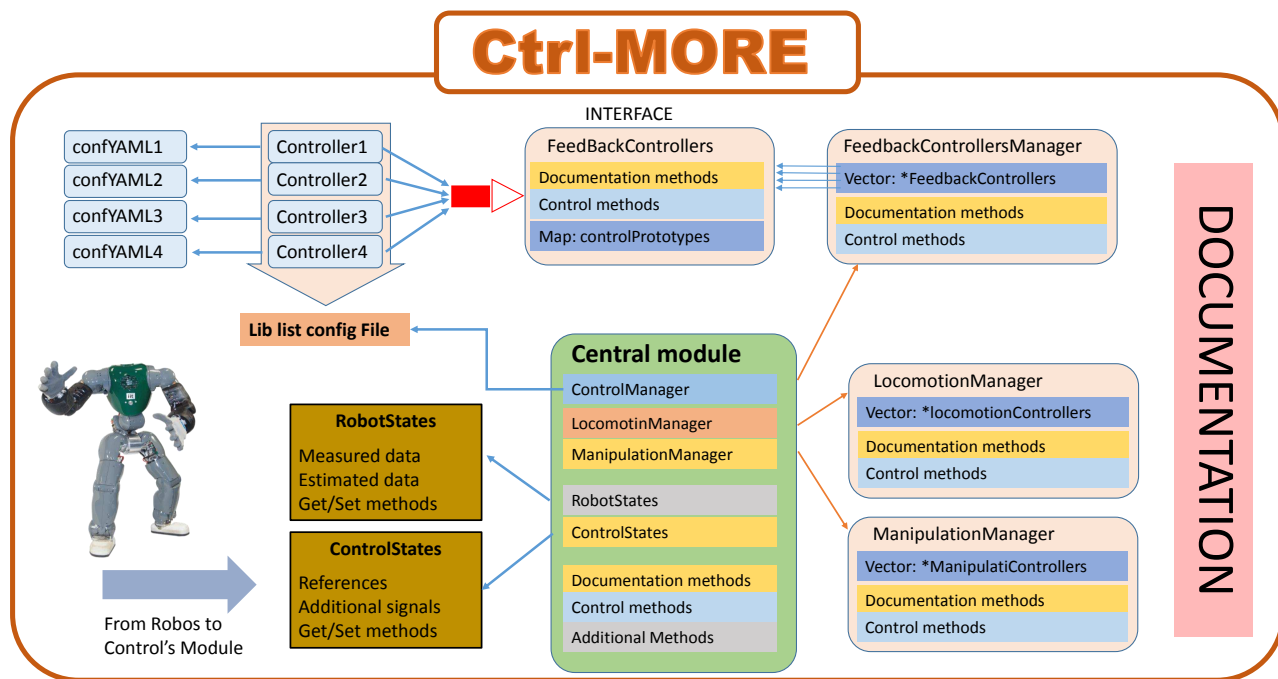 Ctrl-MORE
INTERFACE
confYAML1
confYAML2
confYAML3
confYAML4
Controller1
Controller2
Controller3
Controller4
FeedBackControllers
Documentation methods
Control methods
Map: controlPrototypes
FeedbackControllersManager
Vector: *FeedbackControllers
Documentation methods
Control methods
DOCUMENTATION
Lib list config File
Central module
ControlManager
LocomotinManager
ManipulationManager
RobotStates
ControlStates
Documentation methods
Control methods
Additional Methods
RobotStates
Measured data
Estimated data
Get/Set methods
ControlStates
References
Additional signals
Get/Set methods
LocomotionManager
Vector: *locomotionControllers
Documentation methods
Control methods
ManipulationManager
Vector: *ManipulatiControllers
Documentation methods
Control methods
From Robos to
Control's Module